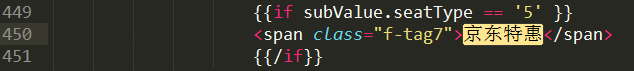 449 {{if subValue.seatType == '5' }}
450 <span class="f-tag7">京东特惠</span>
451 {{/if}}